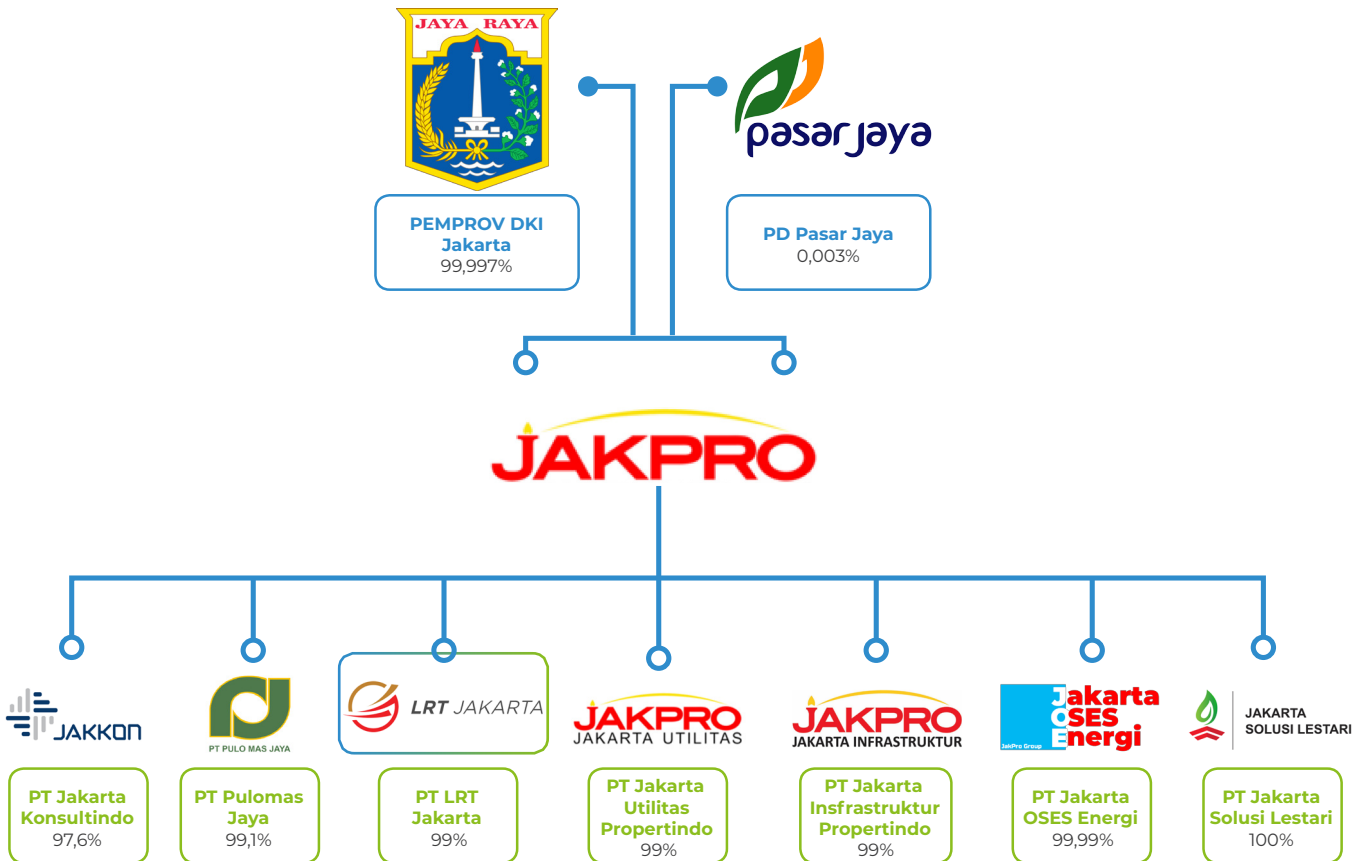 JAYA RAYA
pasarjaya
PEMPROV DKI
Jakarta
99,997%
PD Pasar Jaya
0,003%
JAKPRO
JAKKON
PT PULO MAS JAYA
LRT JAKARTA
JAKPRO
JAKARTA UTILITAS
JAKPRO
JAKARTA INFRASTRUKTUR
Jakarta
OSES
Energi
JakPro Group
JAKARTA
SOLUSI LESTARI
PT Jakarta
Konsultindo
97,6%
PT Pulomas
Jaya
99,1%
PT LRT
Jakarta
99%
PT Jakarta
Utilitas
Propertindo
99%
PT Jakarta
Insfrastruktur
Propertindo
99%
PT Jakarta
OSES Energi
99,99%
PT Jakarta
Solusi Lestari
100%